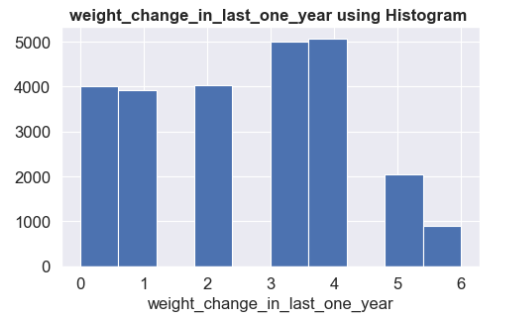 weight_change_in_last_one_year using Histogram
5000
4000
3000
2000
1000
0
0 1 2 3 4 5 6
weight_change_in_last_one_year